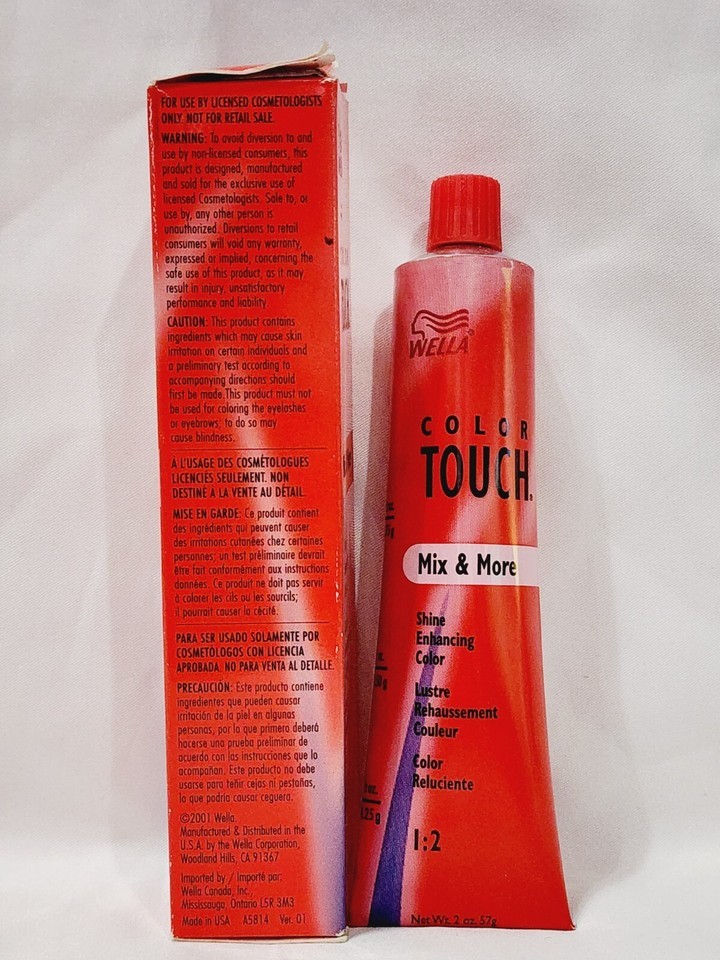 FOR USE BY LICENSED COSMETOLOGISTS
ONLY. NOT FOR RETAIL SALE.
WARNING: To avoid diversion to and
use by non-licensed consumers, this
product is designed, manufactured
and sold for the exclusive use of
licensed Cosmetologists. Sale to, or
use by, any other person is
unauthorized. Diversions to retail
consumers will void any warranty,
expressed or implied, concerning the
safe use of this product, as it may
result in injury, unsatisfactory
performance and liability.
CAUTION: This product contains
ingredients which may cause skin
irritation on certain individuals and
a preliminary test according to
accompanying directions should
first be made. This product must not
be used for coloring the eyelashes
or eyebrows; to do so may
cause blindness.
A L'USAGE DES COSMÉTOLOGUES
LICENCIÉS SEULEMENT. NON
DESTINÉ A LA VENTE AU DÉTAIL.
MISE EN GARDE: Ce produit contient
des ingrédients qui peuvent causer
des irritations cutanées chez certaines
personnes; un test préliminaire devrait
être fait conformément aux instructions
données. Ce produit ne doit pas servir
à colorer les cils ou les sourcils;
il pourrait causer la cécité.
PARA SER USADO SOLAMENTE POR
COSMETÓLOGOS CON LICENCIA
APROBADA. NO PARA VENTA AL DETALLE.
PRECAUCIÓN: Este producto contiene
ingredientes que pueden causar
irritación de la piel en algunas
personas, por lo que primero deberá
hacerse una prueba preliminar de
acuerdo con las instrucciones que lo
acompañan. Este producto no debe
usarse para teñir cejas ni pestañas,
lo que podría causar ceguera.
©2001 Wella.
Manufactured & Distributed in the
U.S.A. by the Wella Corporation,
Woodland Hills, CA 91367
Imported by / Importé par:
Wella Canada, Inc.,
Mississauga, Ontario L5R 3M3
Made in USA A5814 Ver. 01
WELLA
COLOR
TOUCH.
Mix & More
Shine
Enhancing
Color
Lustre
Rehaussement
Couleur
Color
Reluciente
1:2
Net Wt. 2 oz. 57g